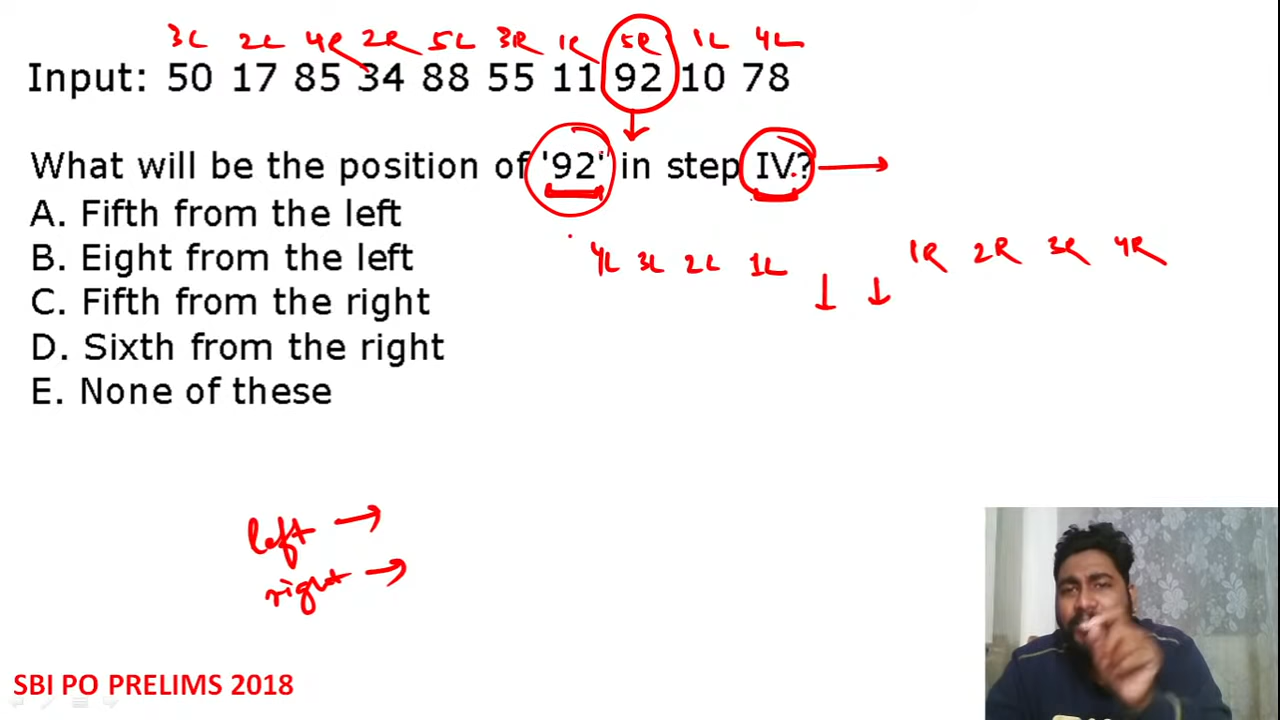 3L 2L 4R 2R 5L 3R 1R 5R 1L 4L
Input: 50 17 85 34 88 55 11 92 10 78
What will be the position of '92' in step IV?
A. Fifth from the left
B. Eight from the left
C. Fifth from the right
D. Sixth from the right
E. None of these
4L 3L 2L 1L 1R 2R 3R 4R
left →
right →
SBI PO PRELIMS 2018